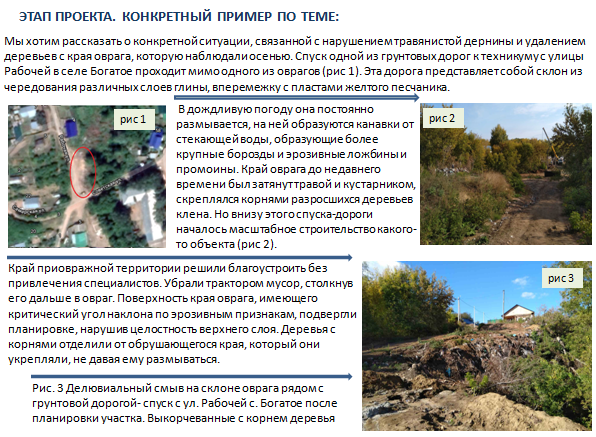 ЭТАП ПРОЕКТА. КОНКРЕТНЫЙ ПРИМЕР ПО ТЕМЕ:
Мы хотим рассказать о конкретной ситуации, связанной с нарушением травянистой дернины и удалением
деревьев с края оврага, которую наблюдали осенью. Спуск одной из грунтовых дорог к техникуму с улицы
Рабочей в селе Богатое проходит мимо одного из оврагов (рис 1). Эта дорога представляет собой склон из
чередования различных слоев глины, вперемежку с пластами желтого песчаника.
рис 1
В дождливую погоду она постоянно
размывается, на ней образуются канавки от
стекающей воды, образующие более
крупные борозды и эрозивные ложбины и
промоины. Край оврага до недавнего
времени был затянут травой и кустарником,
скреплялся корнями разросшихся деревьев
клена. Но внизу этого спуска-дороги
началось масштабное строительство какого-
то объекта (рис 2).
рис 2
Край приовражной территории решили благоустроить без
привлечения специалистов. Убрали трактором мусор, столкнув
его дальше в овраг. Поверхность края оврага, имеющего
критический угол наклона по эрозивным признакам, подвергли
планировке, нарушив целостность верхнего слоя. Деревья с
корнями отделили от обрушающегося края, который они
укрепляли, не давая ему размываться.
рис 3
Рис. 3 Делювиальный смыв на склоне оврага рядом с
грунтовой дорогой- спуск с ул. Рабочей с. Богатое после
планировки участка. Выкорчеванные с корнем деревья